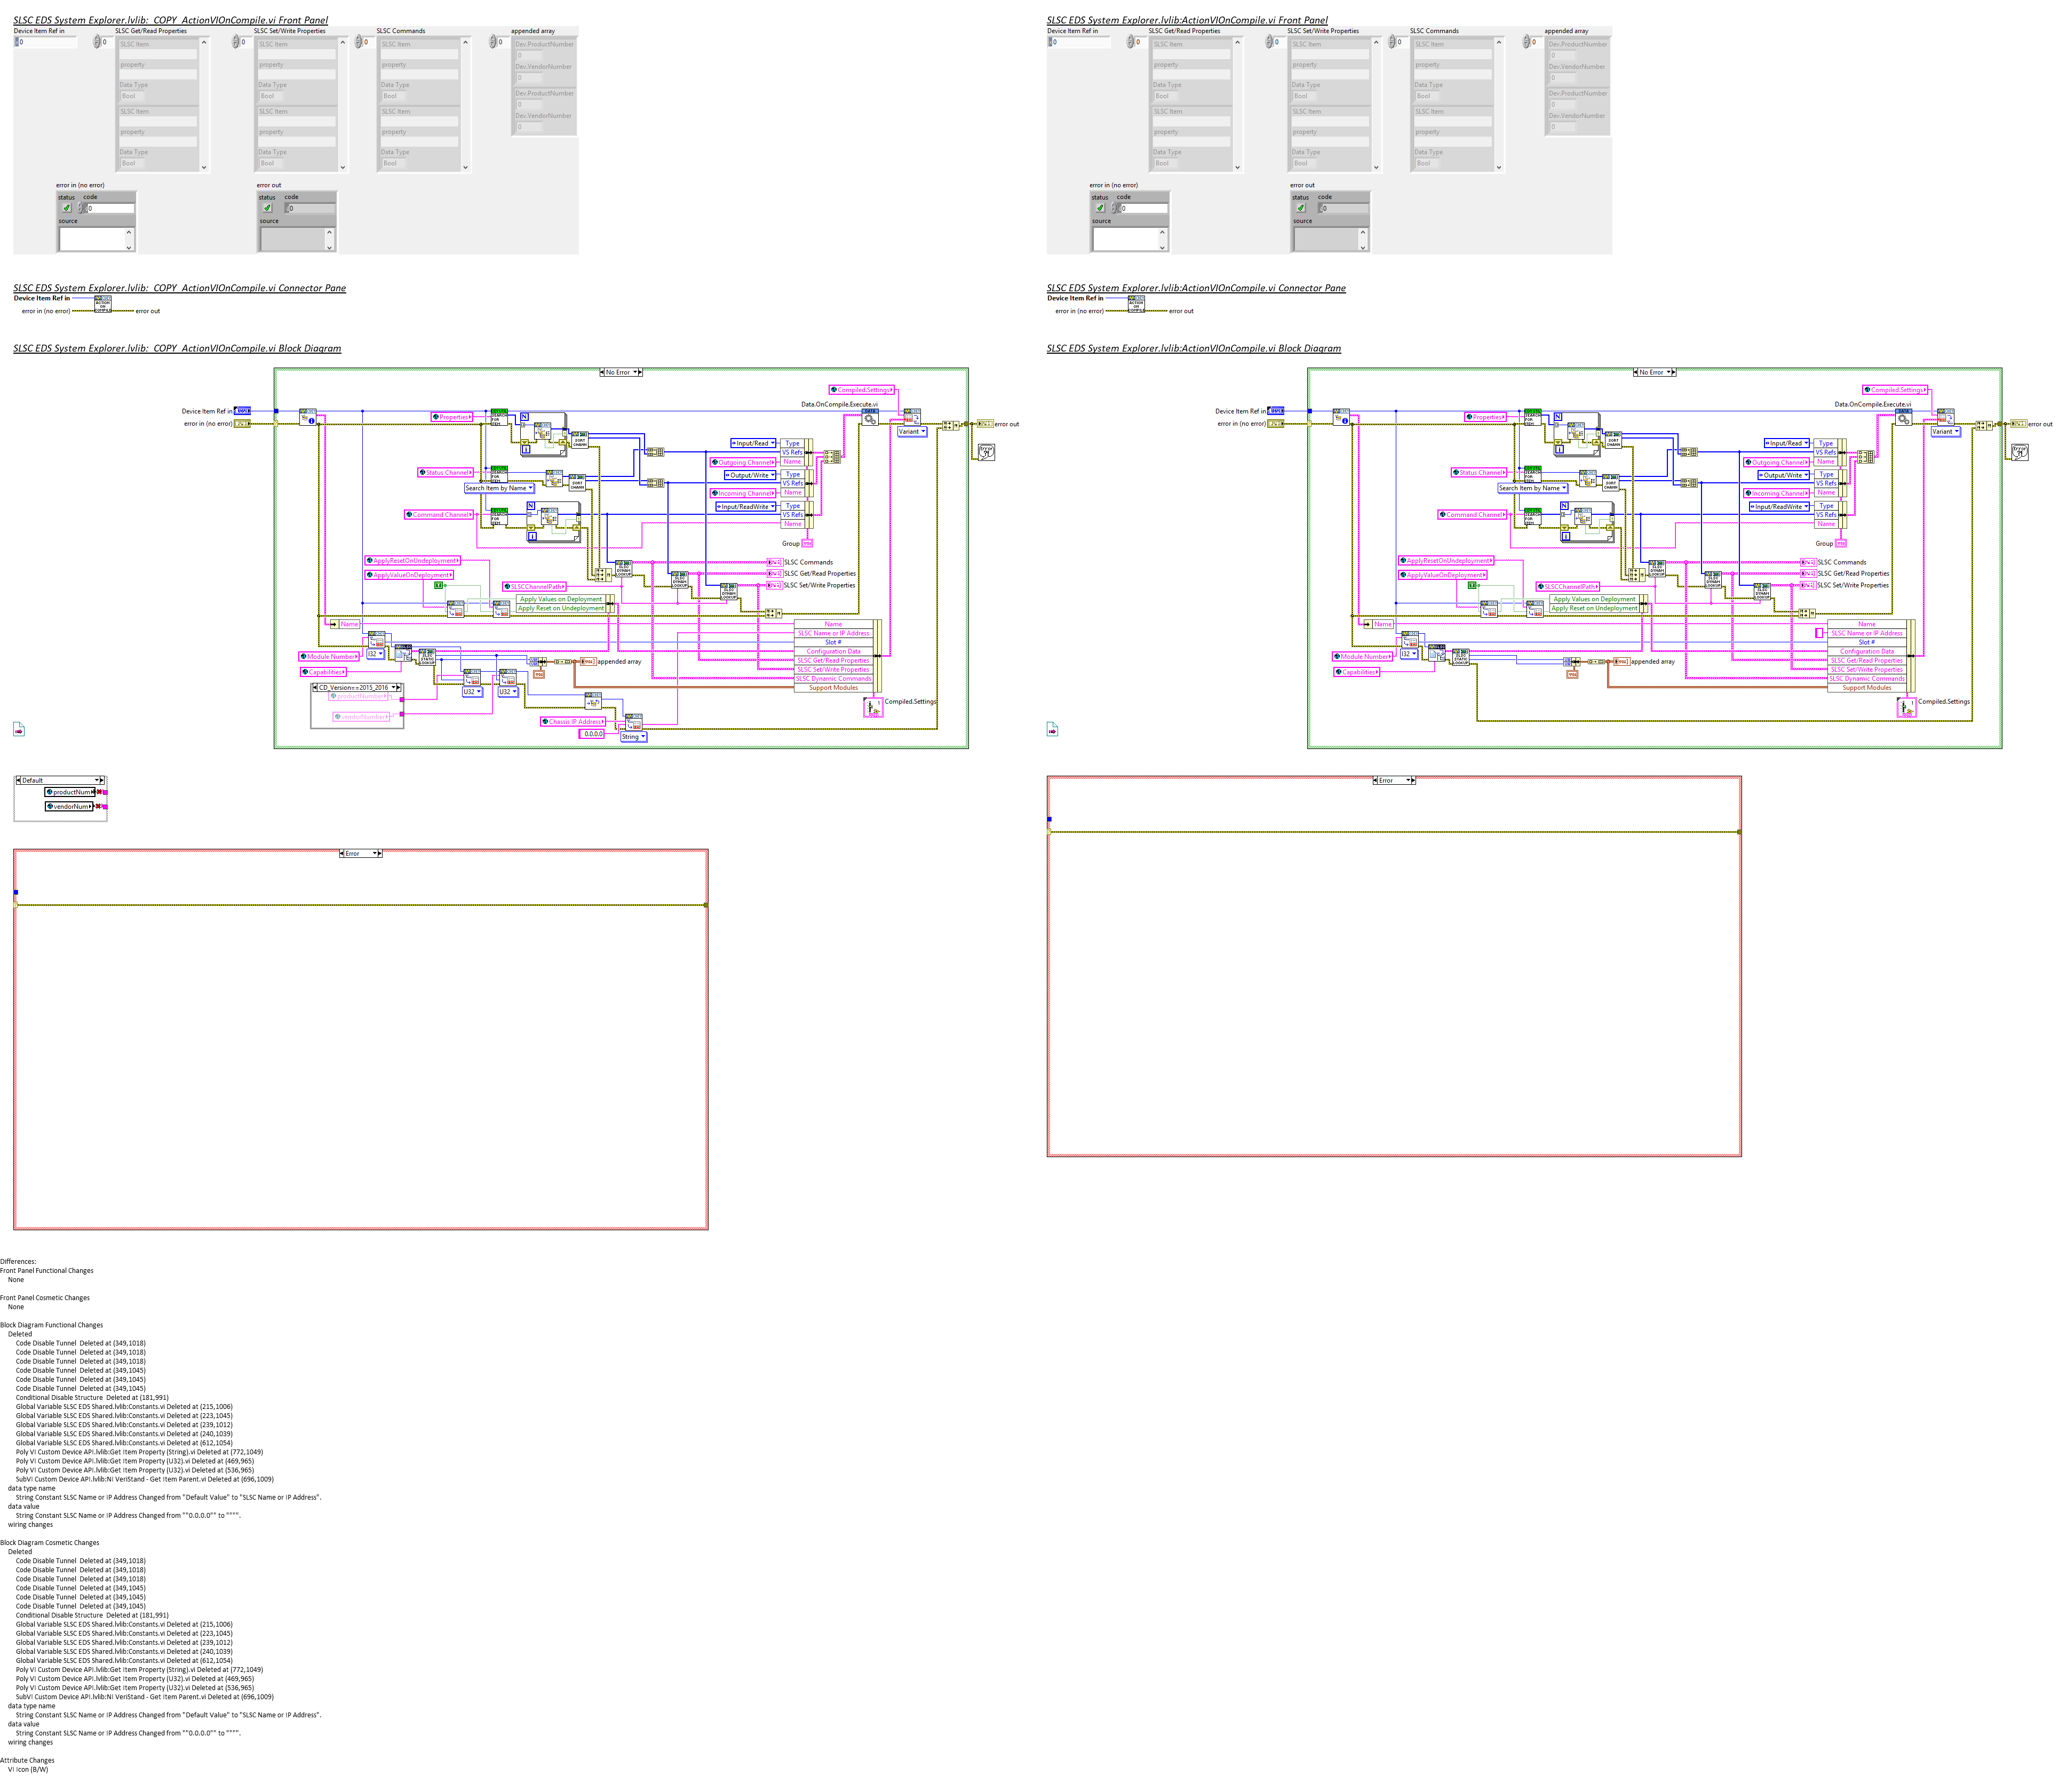 SLSC EDS System Explorer.lvlib:_COPY_ActionVIOnCompile.vi Front Panel
Device Item Ref in
0
SLSC Get/Read Properties
0
SLSC Item
property
Data Type
Bool
SLSC Item
property
Data Type
Bool
SLSC Set/Write Properties
0
SLSC Item
property
Data Type
Bool
SLSC Item
property
Data Type
Bool
SLSC Commands
0
SLSC Item
property
Data Type
Bool
SLSC Item
property
Data Type
Bool
appended array
0
Dev.ProductNumber
0
Dev.VendorNumber
0
Dev.ProductNumber
0
Dev.VendorNumber
0
error in (no error)
status code
0
source
error out
status code
0
source
SLSC EDS System Explorer.lvlib:_COPY_ActionVIOnCompile.vi Connector Pane
Device Item Ref in
error in (no error)
error out
SLSC EDS System Explorer.lvlib:_COPY_ActionVIOnCompile.vi Block Diagram
No Error
Compiled.Settings
Data.OnCompile.Execute.vi
Variant
Device Item Ref in
error in (no error)
error out
Properties
Status Channel
Search Item by Name
Command Channel
Input/Read
Type
VS Refs
Outgoing Channel
Name
Output/Write
Type
VS Refs
Incoming Channel
Name
Input/ReadWrite
Type
VS Refs
Name
Group
ApplyResetOnUndeployment
ApplyValueOnDeployment
SLSCChannelPath
SLSC Commands
SLSC Get/Read Properties
SLSC Set/Write Properties
Apply Values on Deployment
Apply Reset on Undeployment
Name
Name
SLSC Name or IP Address
Slot #
Configuration Data
SLSC Get/Read Properties
SLSC Set/Write Properties
SLSC Dynamic Commands
Support Modules
Module Number
I32
Capabilities
appended array
CD_Version==2015_2016
productNumber
vendorNumber
U32
U32
Chassis IP Address
0.0.0.0
String
Compiled.Settings
Default
productNum
vendorNum
Error
SLSC EDS System Explorer.lvlib:ActionVIOnCompile.vi Front Panel
Device Item Ref in
0
SLSC Get/Read Properties
0
SLSC Item
property
Data Type
Bool
SLSC Item
property
Data Type
Bool
SLSC Set/Write Properties
0
SLSC Item
property
Data Type
Bool
SLSC Item
property
Data Type
Bool
SLSC Commands
0
SLSC Item
property
Data Type
Bool
SLSC Item
property
Data Type
Bool
appended array
0
Dev.ProductNumber
0
Dev.VendorNumber
0
Dev.ProductNumber
0
Dev.VendorNumber
0
error in (no error)
status code
0
source
error out
status code
0
source
SLSC EDS System Explorer.lvlib:ActionVIOnCompile.vi Connector Pane
Device Item Ref in
error in (no error)
error out
SLSC EDS System Explorer.lvlib:ActionVIOnCompile.vi Block Diagram
No Error
Compiled.Settings
Data.OnCompile.Execute.vi
Variant
Device Item Ref in
error in (no error)
error out
Properties
Status Channel
Search Item by Name
Command Channel
Input/Read
Type
VS Refs
Outgoing Channel
Name
Output/Write
Type
VS Refs
Incoming Channel
Name
Input/ReadWrite
Type
VS Refs
Name
Group
ApplyResetOnUndeployment
ApplyValueOnDeployment
SLSCChannelPath
SLSC Commands
SLSC Get/Read Properties
SLSC Set/Write Properties
Apply Values on Deployment
Apply Reset on Undeployment
Name
Name
SLSC Name or IP Address
Slot #
Configuration Data
SLSC Get/Read Properties
SLSC Set/Write Properties
SLSC Dynamic Commands
Support Modules
Module Number
I32
Capabilities
appended array
Compiled.Settings
Error
Differences:
Front Panel Functional Changes
None
Front Panel Cosmetic Changes
None
Block Diagram Functional Changes
Deleted
Code Disable Tunnel Deleted at (349,1018)
Code Disable Tunnel Deleted at (349,1018)
Code Disable Tunnel Deleted at (349,1018)
Code Disable Tunnel Deleted at (349,1045)
Code Disable Tunnel Deleted at (349,1045)
Code Disable Tunnel Deleted at (349,1045)
Conditional Disable Structure Deleted at (181,991)
Global Variable SLSC EDS Shared.lvlib:Constants.vi Deleted at (215,1006)
Global Variable SLSC EDS Shared.lvlib:Constants.vi Deleted at (223,1045)
Global Variable SLSC EDS Shared.lvlib:Constants.vi Deleted at (239,1012)
Global Variable SLSC EDS Shared.lvlib:Constants.vi Deleted at (240,1039)
Global Variable SLSC EDS Shared.lvlib:Constants.vi Deleted at (612,1054)
Poly VI Custom Device API.lvlib:Get Item Property (String).vi Deleted at (772,1049)
Poly VI Custom Device API.lvlib:Get Item Property (U32).vi Deleted at (469,965)
Poly VI Custom Device API.lvlib:Get Item Property (U32).vi Deleted at (536,965)
SubVI Custom Device API.lvlib:NI VeriStand - Get Item Parent.vi Deleted at (696,1009)
data type name
String Constant SLSC Name or IP Address Changed from "Default Value" to "SLSC Name or IP Address".
data value
String Constant SLSC Name or IP Address Changed from ""0.0.0.0"" to """".
wiring changes
Block Diagram Cosmetic Changes
Deleted
Code Disable Tunnel Deleted at (349,1018)
Code Disable Tunnel Deleted at (349,1018)
Code Disable Tunnel Deleted at (349,1018)
Code Disable Tunnel Deleted at (349,1045)
Code Disable Tunnel Deleted at (349,1045)
Code Disable Tunnel Deleted at (349,1045)
Conditional Disable Structure Deleted at (181,991)
Global Variable SLSC EDS Shared.lvlib:Constants.vi Deleted at (215,1006)
Global Variable SLSC EDS Shared.lvlib:Constants.vi Deleted at (223,1045)
Global Variable SLSC EDS Shared.lvlib:Constants.vi Deleted at (239,1012)
Global Variable SLSC EDS Shared.lvlib:Constants.vi Deleted at (240,1039)
Global Variable SLSC EDS Shared.lvlib:Constants.vi Deleted at (612,1054)
Poly VI Custom Device API.lvlib:Get Item Property (String).vi Deleted at (772,1049)
Poly VI Custom Device API.lvlib:Get Item Property (U32).vi Deleted at (469,965)
Poly VI Custom Device API.lvlib:Get Item Property (U32).vi Deleted at (536,965)
SubVI Custom Device API.lvlib:NI VeriStand - Get Item Parent.vi Deleted at (696,1009)
data type name
String Constant SLSC Name or IP Address Changed from "Default Value" to "SLSC Name or IP Address".
data value
String Constant SLSC Name or IP Address Changed from ""0.0.0.0"" to """".
wiring changes
Attribute Changes
VI Icon (B/W)